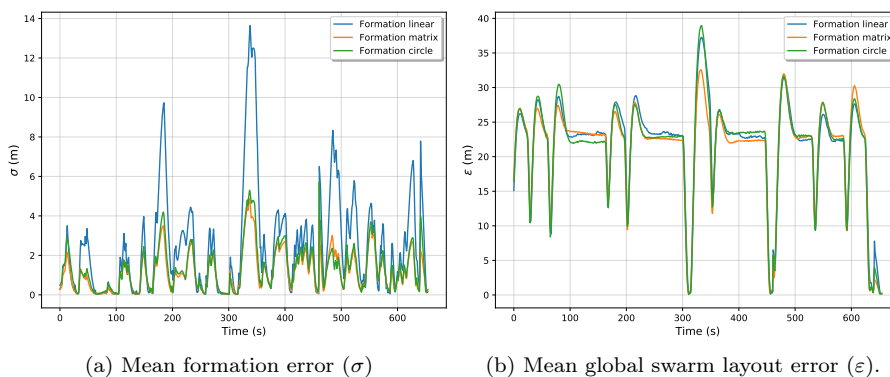 Formation linear
Formation matrix
Formation circle
14
12
10
8
6
4
2
0
σ (m)
0 100 200 300 400 500 600
Time (s)
(a) Mean formation error (σ)
Formation linear
Formation matrix
Formation circle
40
35
30
25
20
15
10
5
0
ε (m)
0 100 200 300 400 500 600
Time (s)
(b) Mean global swarm layout error (ε).